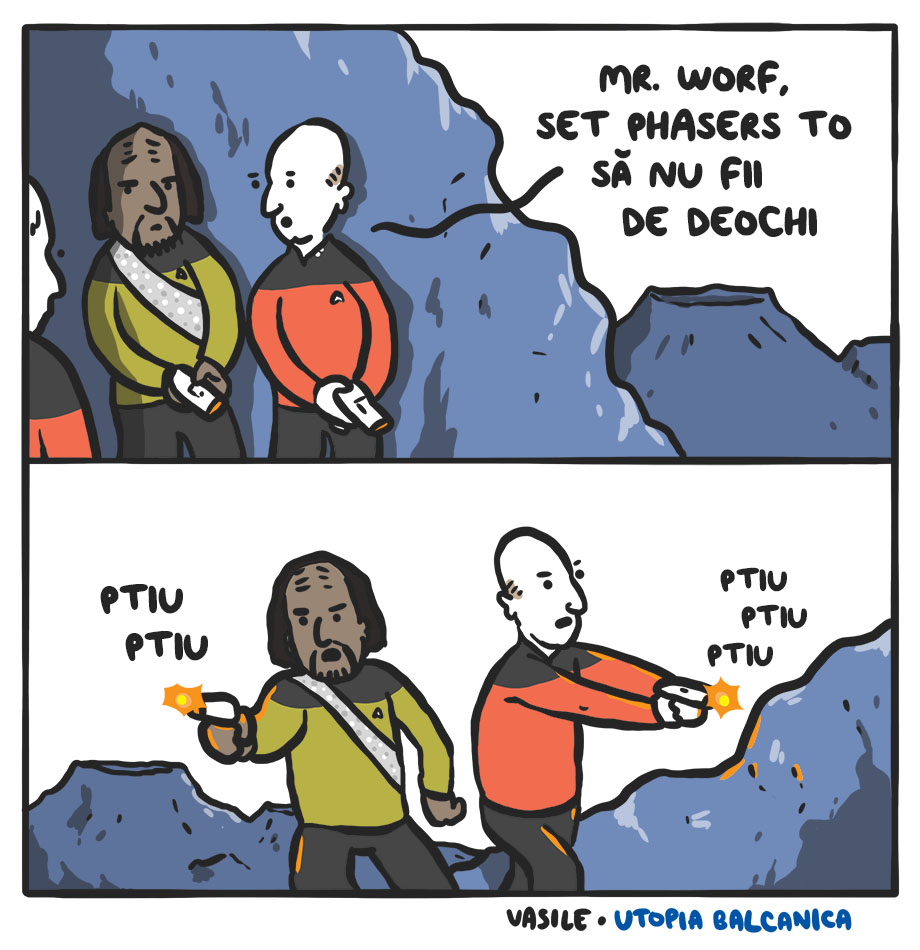 MR. WORF,
SET PHASERS TO
SĂ NU FII
DE DEOCHI
PTIU
PTIU
PTIU
PTIU
PTIU
VASILE • UTOPIA BALCANICA